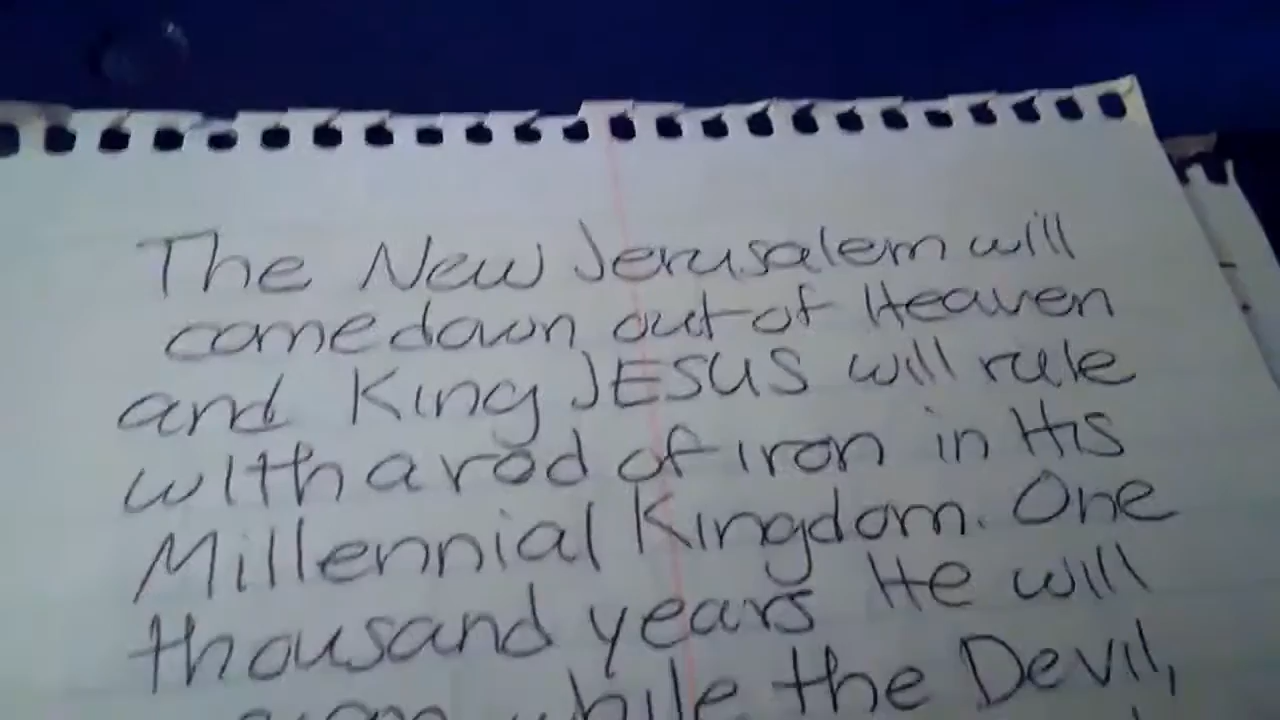 The New Jerusalem will
come down out of Heaven
and King JESUS will rule
with a rod of iron in His
Millennial Kingdom. One
thousand years He will
while the Devil,